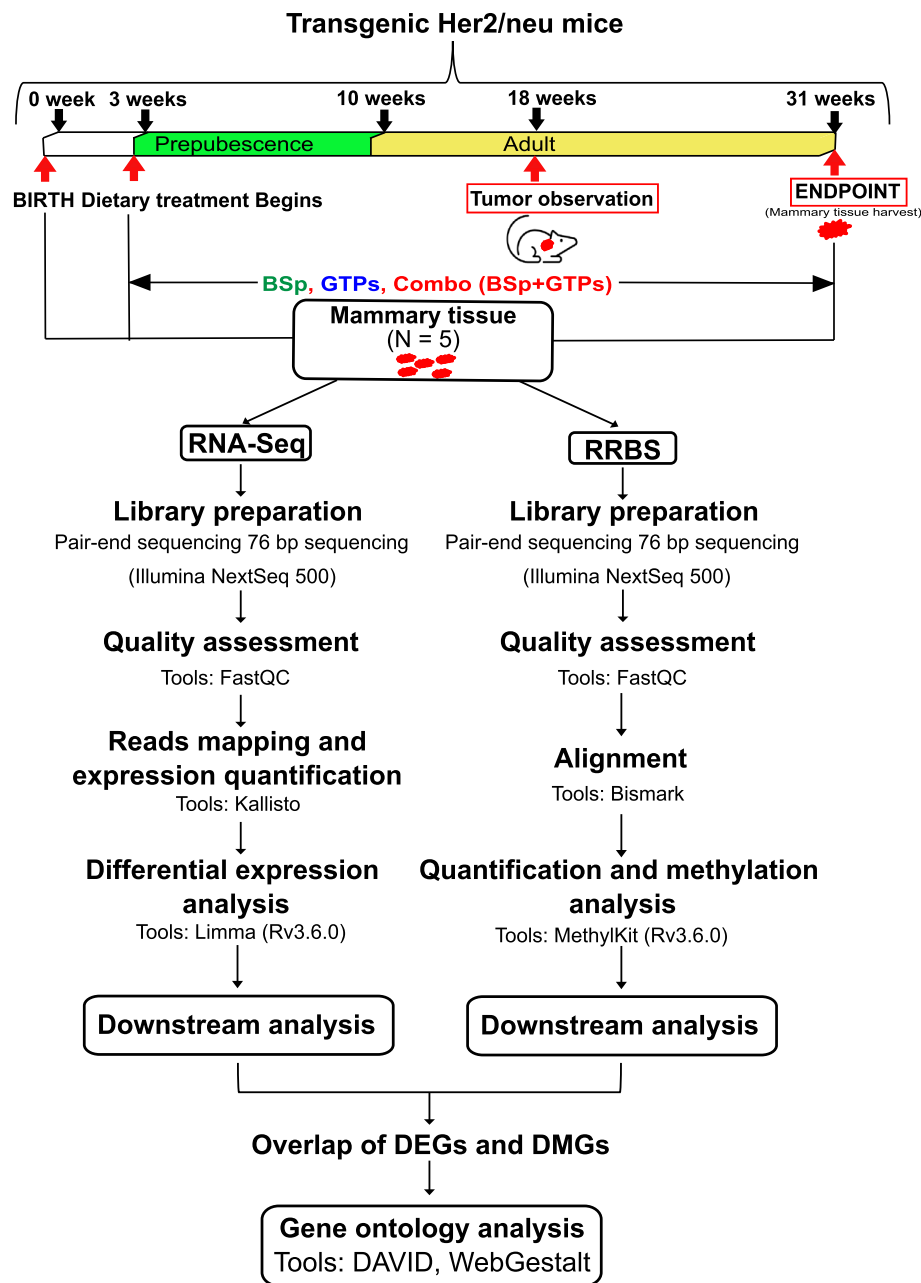 Transgenic Her2/neu mice
0 week 3 weeks 10 weeks 18 weeks 31 weeks
Prepubescence Adult
BIRTH Dietary treatment Begins Tumor observation ENDPOINT
(Mammary tissue harvest)
BSp, GTPs, Combo (BSp+GTPs)
Mammary tissue
(N = 5)
RNA-Seq
Library preparation
Pair-end sequencing 76 bp sequencing
(Illumina NextSeq 500)
Quality assessment
Tools: FastQC
Reads mapping and
expression quantification
Tools: Kallisto
Differential expression
analysis
Tools: Limma (Rv3.6.0)
Downstream analysis
RRBS
Library preparation
Pair-end sequencing 76 bp sequencing
(Illumina NextSeq 500)
Quality assessment
Tools: FastQC
Alignment
Tools: Bismark
Quantification and methylation
analysis
Tools: MethylKit (Rv3.6.0)
Downstream analysis
Overlap of DEGs and DMGs
Gene ontology analysis
Tools: DAVID, WebGestalt